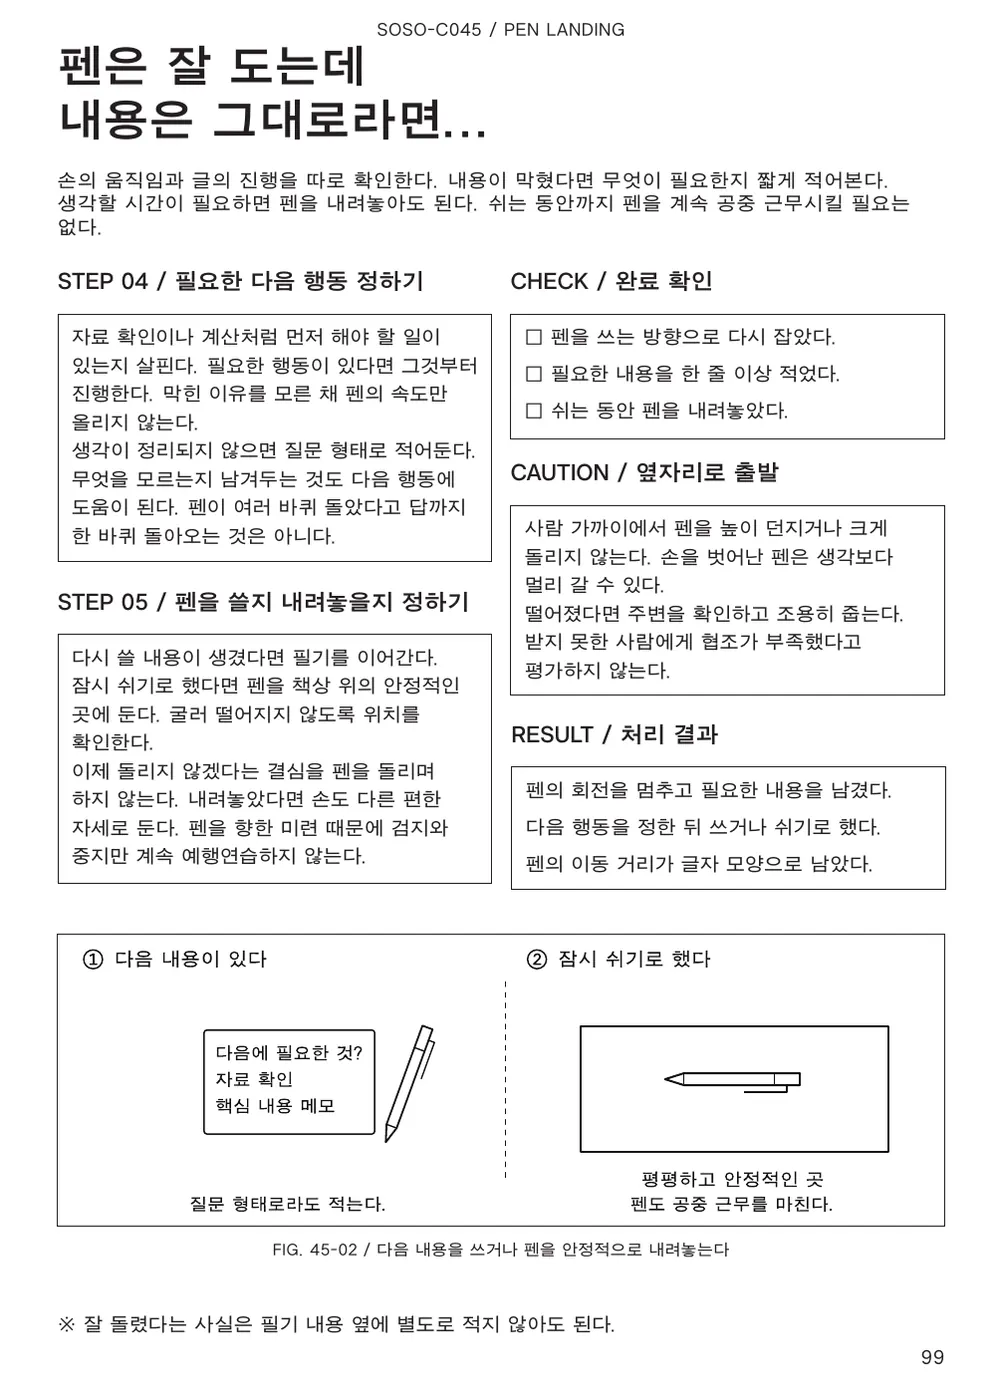 SOSO-C045 / PEN LANDING
펜은 잘 도는데
내용은 그대로라면...
손의 움직임과 글의 진행을 따로 확인한다. 내용이 막혔다면 무엇이 필요한지 짧게 적어본다.
생각할 시간이 필요하면 펜을 내려놓아도 된다. 쉬는 동안까지 펜을 계속 공중 근무시킬 필요는
없다.
STEP 04 / 필요한 다음 행동 정하기
자료 확인이나 계산처럼 먼저 해야 할 일이
있는지 살핀다. 필요한 행동이 있다면 그것부터
진행한다. 막힌 이유를 모른 채 펜의 속도만
올리지 않는다.
생각이 정리되지 않으면 질문 형태로 적어둔다.
무엇을 모르는지 남겨두는 것도 다음 행동에
도움이 된다. 펜이 여러 바퀴 돌았다고 답까지
한 바퀴 돌아오는 것은 아니다.
STEP 05 / 펜을 쓸지 내려놓을지 정하기
다시 쓸 내용이 생겼다면 필기를 이어간다.
잠시 쉬기로 했다면 펜을 책상 위의 안정적인
곳에 둔다. 굴러 떨어지지 않도록 위치를
확인한다.
이제 돌리지 않겠다는 결심을 펜을 돌리며
하지 않는다. 내려놓았다면 손도 다른 편한
자세로 둔다. 펜을 향한 미련 때문에 검지와
중지만 계속 예행연습하지 않는다.
CHECK / 완료 확인
□ 펜을 쓰는 방향으로 다시 잡았다.
□ 필요한 내용을 한 줄 이상 적었다.
□ 쉬는 동안 펜을 내려놓았다.
CAUTION / 옆자리로 출발
사람 가까이에서 펜을 높이 던지거나 크게
돌리지 않는다. 손을 벗어난 펜은 생각보다
멀리 갈 수 있다.
떨어졌다면 주변을 확인하고 조용히 줍는다.
받지 못한 사람에게 협조가 부족했다고
평가하지 않는다.
RESULT / 처리 결과
펜의 회전을 멈추고 필요한 내용을 남겼다.
다음 행동을 정한 뒤 쓰거나 쉬기로 했다.
펜의 이동 거리가 글자 모양으로 남았다.
① 다음 내용이 있다
다음에 필요한 것?
자료 확인
핵심 내용 메모
질문 형태로라도 적는다.
② 잠시 쉬기로 했다
평평하고 안정적인 곳
펜도 공중 근무를 마친다.
FIG. 45-02 / 다음 내용을 쓰거나 펜을 안정적으로 내려놓는다
※ 잘 돌렸다는 사실은 필기 내용 옆에 별도로 적지 않아도 된다.
99